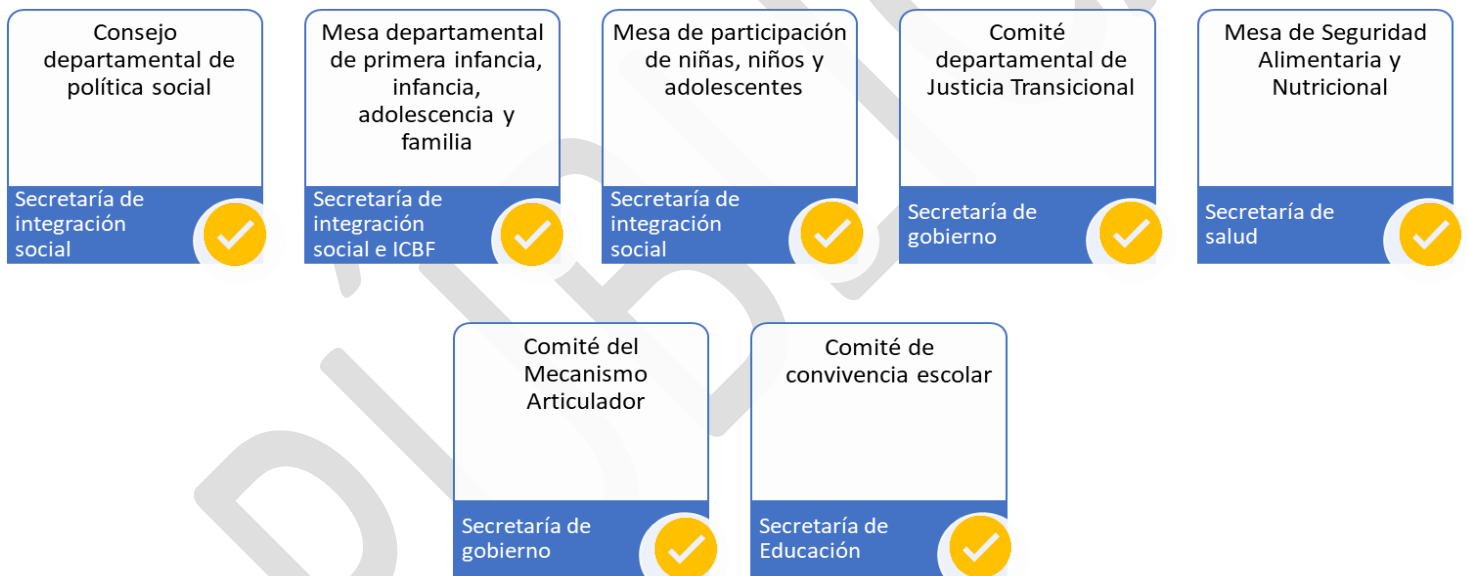 Consejo
departamental de
política social
Secretaría de
integración
social
Mesa departamental
de primera infancia,
infancia,
adolescencia y
familia
Secretaría de
integración
social e ICBF
Mesa de participación
de niñas, niños y
adolescentes
Secretaría de
integración
social
Comité
departamental de
Justicia Transicional
Secretaría de
gobierno
Mesa de Seguridad
Alimentaria y
Nutricional
Secretaría de
salud
Comité del
Mecanismo
Articulador
Secretaría de
gobierno
Comité de
convivencia escolar
Secretaría de
Educación